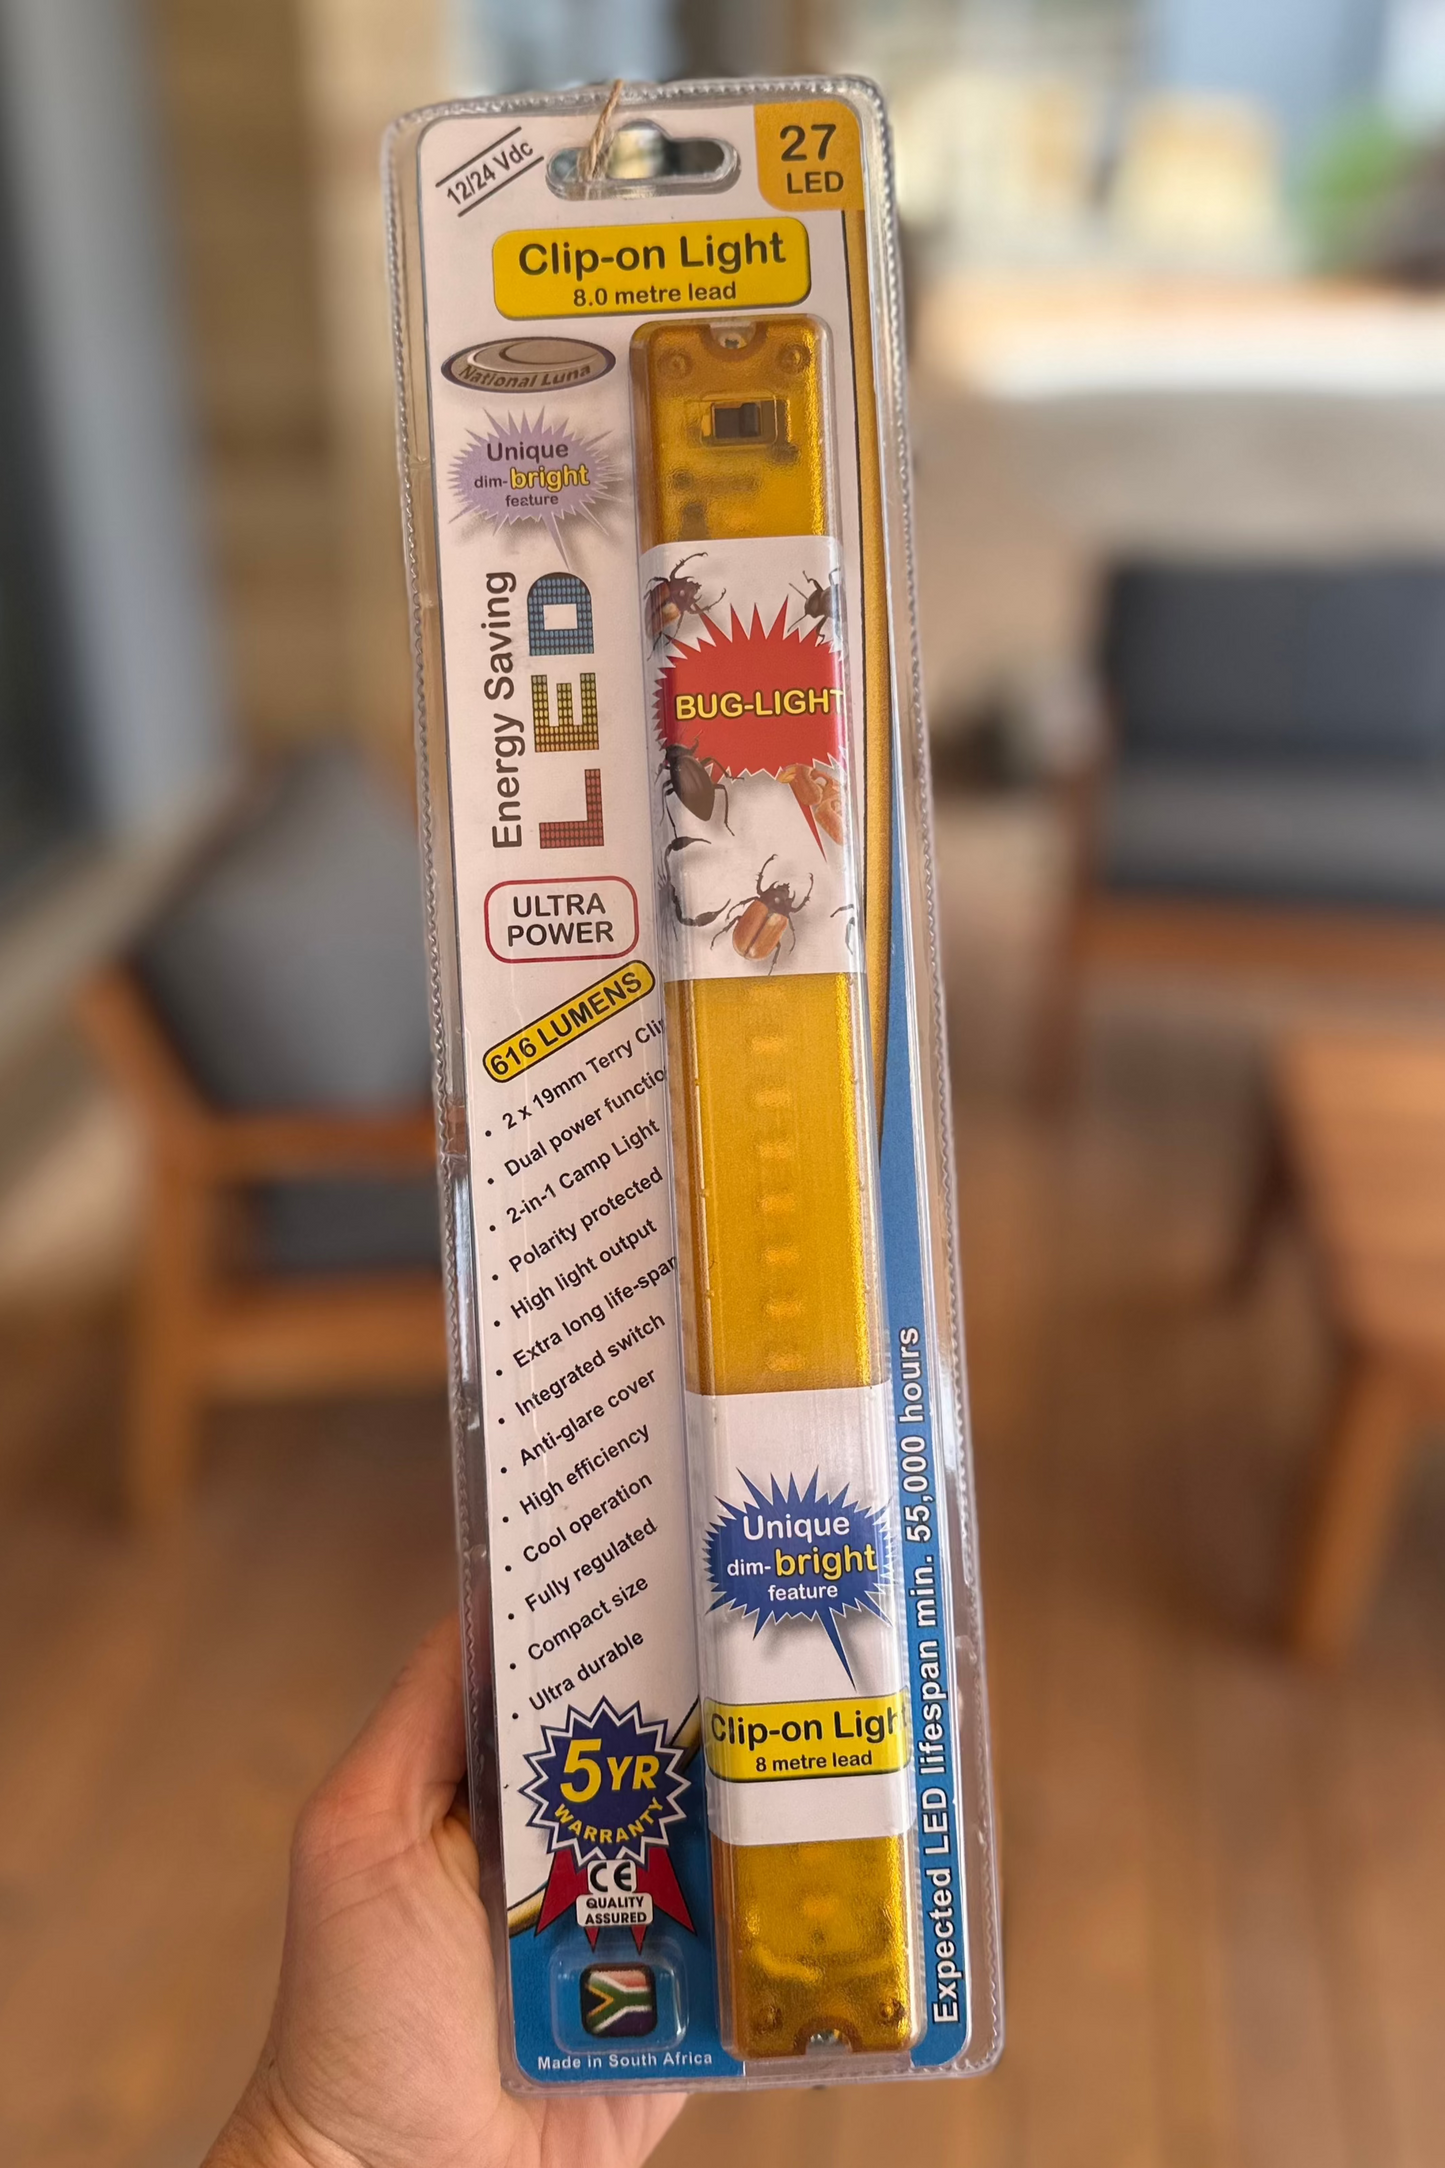 12/24 Vdc
27
LED
Clip-on Light
8.0 metre lead
National Luna
Unique
dim-bright
feature
Energy Saving
LED
BUG-LIGHT
ULTRA
POWER
616 LUMENS
• 2 x 19mm Terry Cli
• Dual power functio
• 2-in-1 Camp Light
• Polarity protected
• High light output
• Extra long life-span
• Integrated switch
• Anti-glare cover
• High efficiency
• Cool operation
• Fully regulated
• Compact size
• Ultra durable
Unique
dim-bright
feature
Clip-on Ligh
8 metre lead
Expected LED lifespan min. 55,000 hours
5YR
WARRANTY
CE
QUALITY
ASSURED
Made in South Africa